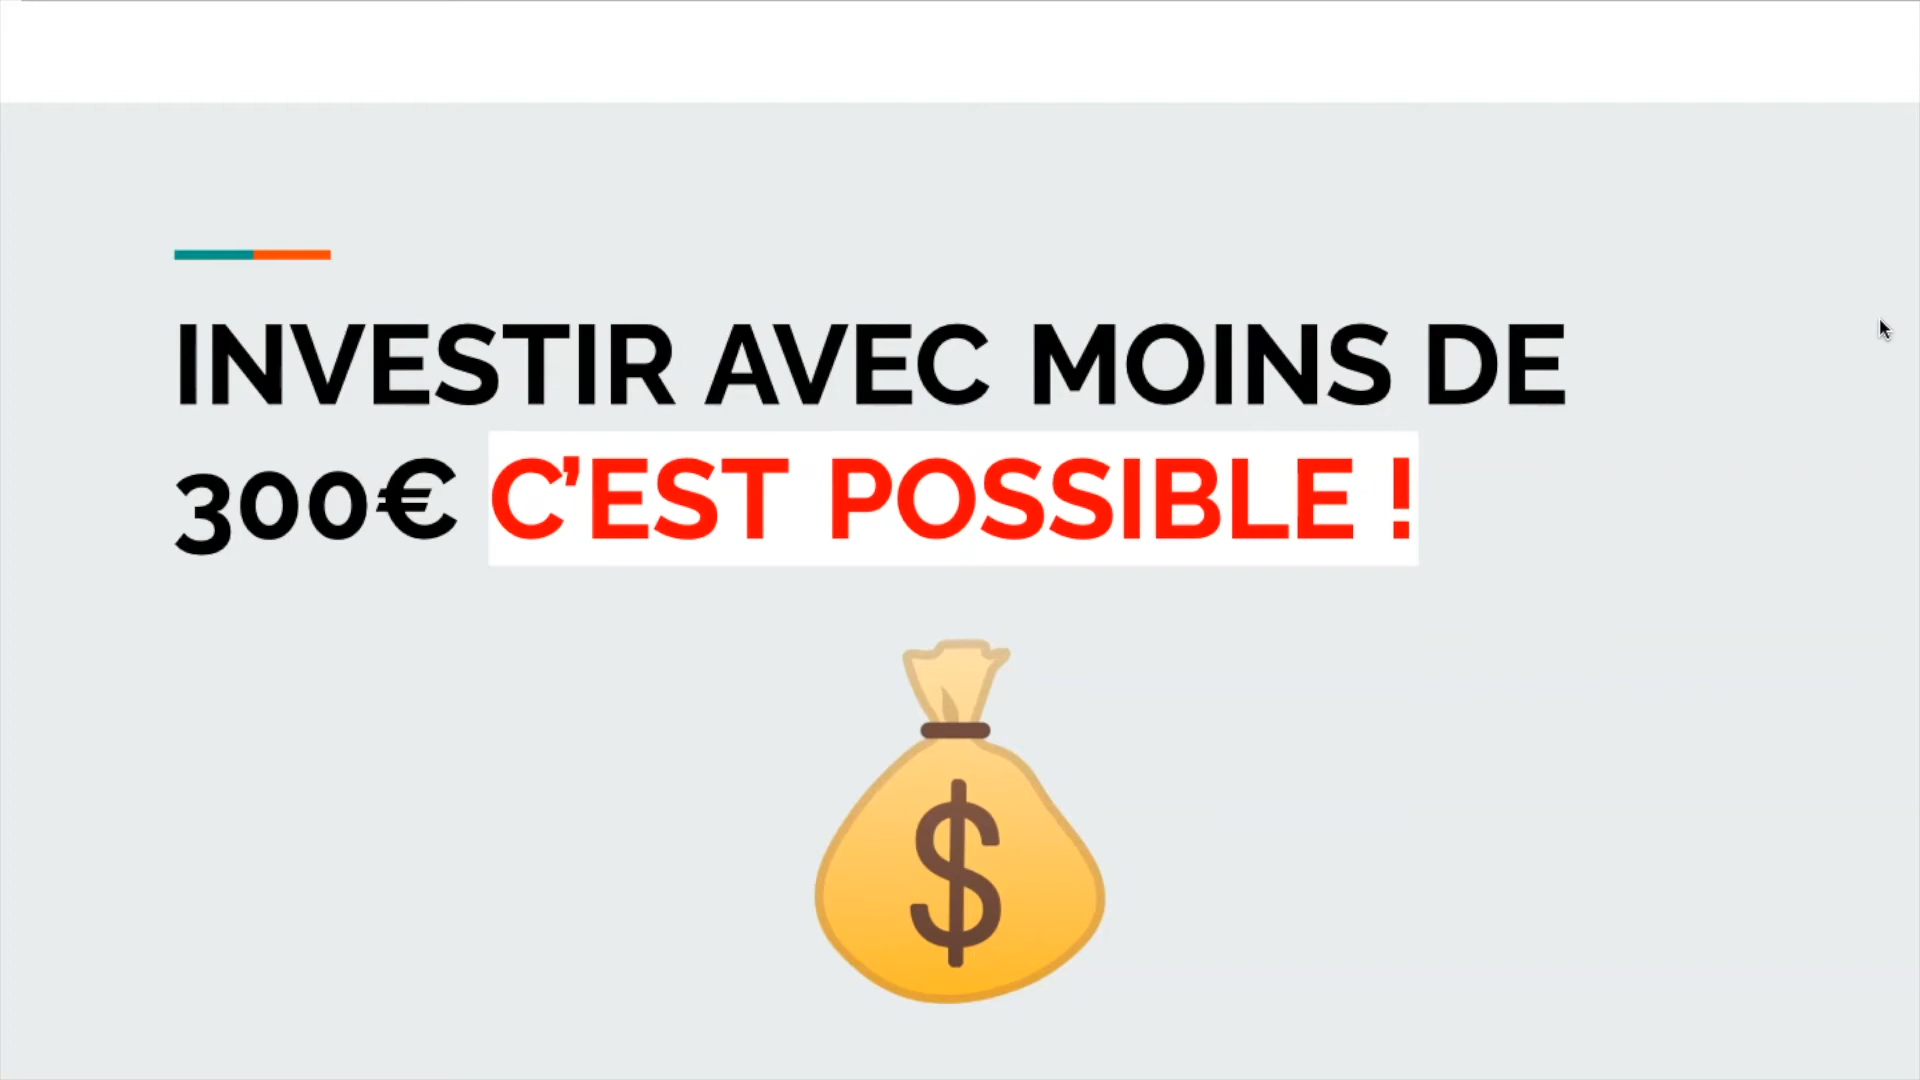 INVESTIR AVEC MOINS DE
300€ C’EST POSSIBLE !
$